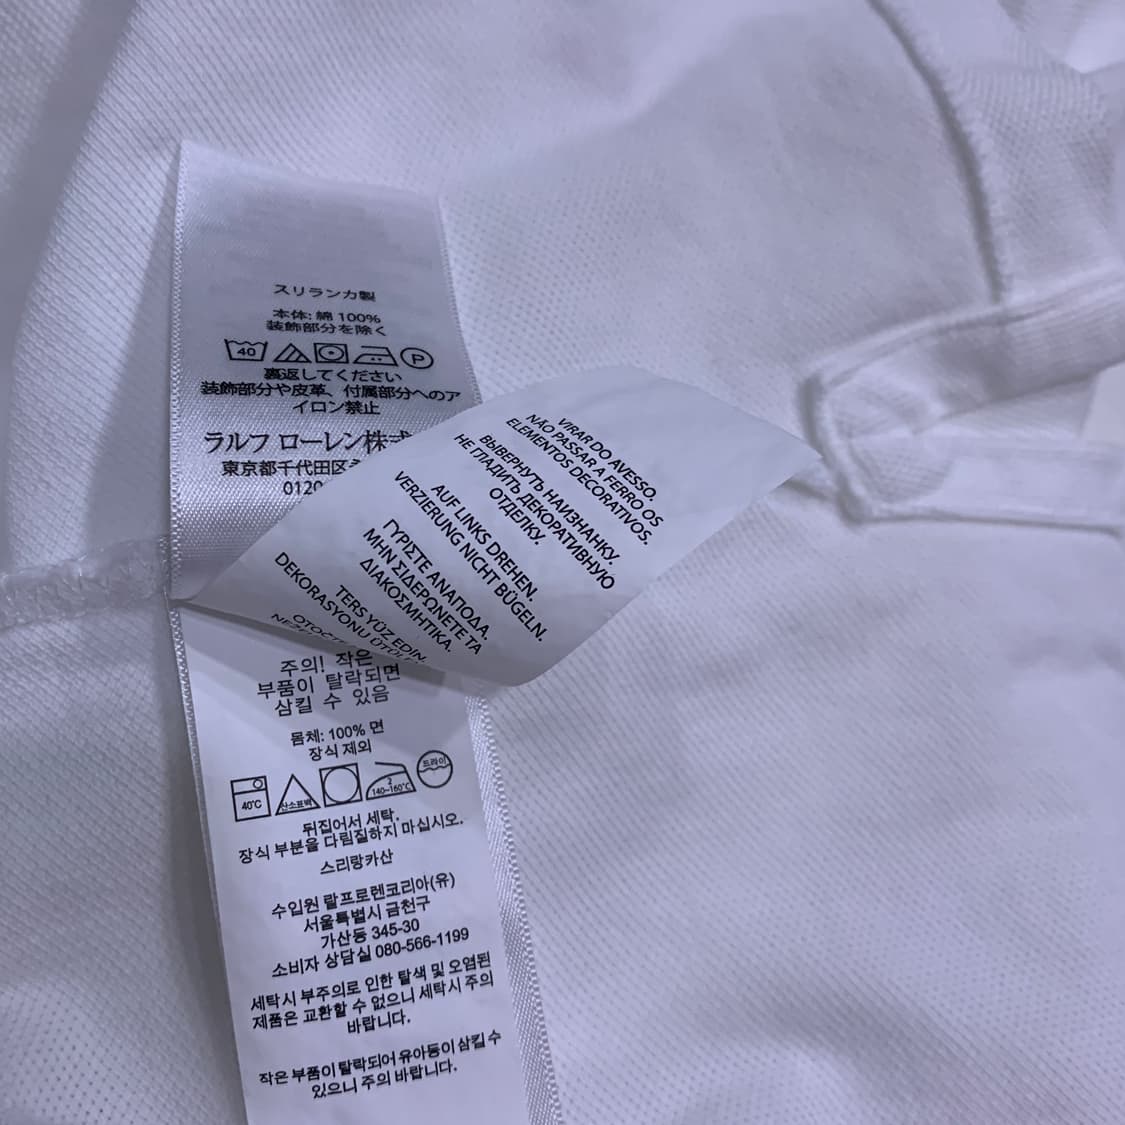 スリランカ製
本体: 綿 100%
装飾部分を除く
40
P
裏返してください
装飾部分や皮革、付属部分へのア
イロン禁止
ラルフ ローレン株式
東京都千代田区
0120
VIRAR DO AVESSO.
NÃO PASSAR A FERRO OS
ELEMENTOS DECORATIVOS.
ВЫВЕРНУТЬ НАИЗНАНКУ.
НЕ ГЛАДИТЬ ДЕКОРАТИВНУЮ
ОТДЕЛКУ.
AUF LINKS DREHEN.
VERZIERUNG NICHT BÜGELN.
ΓΥΡΙΣΤΕ ΑΝΑΠΟΔΑ.
ΜΗΝ ΣΙΔΕΡΩΝΕΤΕ ΤΑ
ΔΙΑΚΟΣΜΗΤΙΚΑ.
TERS YÜZ EDIN.
DEKORASYONU ÜTÜLE
OTOČTE
주의! 작은
부품이 탈락되면
삼킬 수 있음
몸체: 100% 면
장식 제외
40℃
산소표백
2
140~160℃
드라이
뒤집어서 세탁.
장식 부분을 다림질하지 마십시오.
스리랑카산
수입원 랄프로렌코리아(유)
서울특별시 금천구
가산동 345-30
소비자 상담실 080-566-1199
세탁시 부주의로 인한 탈색 및 오염된
제품은 교환할 수 없으니 세탁시 주의
바랍니다.
작은 부품이 탈락되어 유아등이 삼킬 수
있으니 주의 바랍니다.